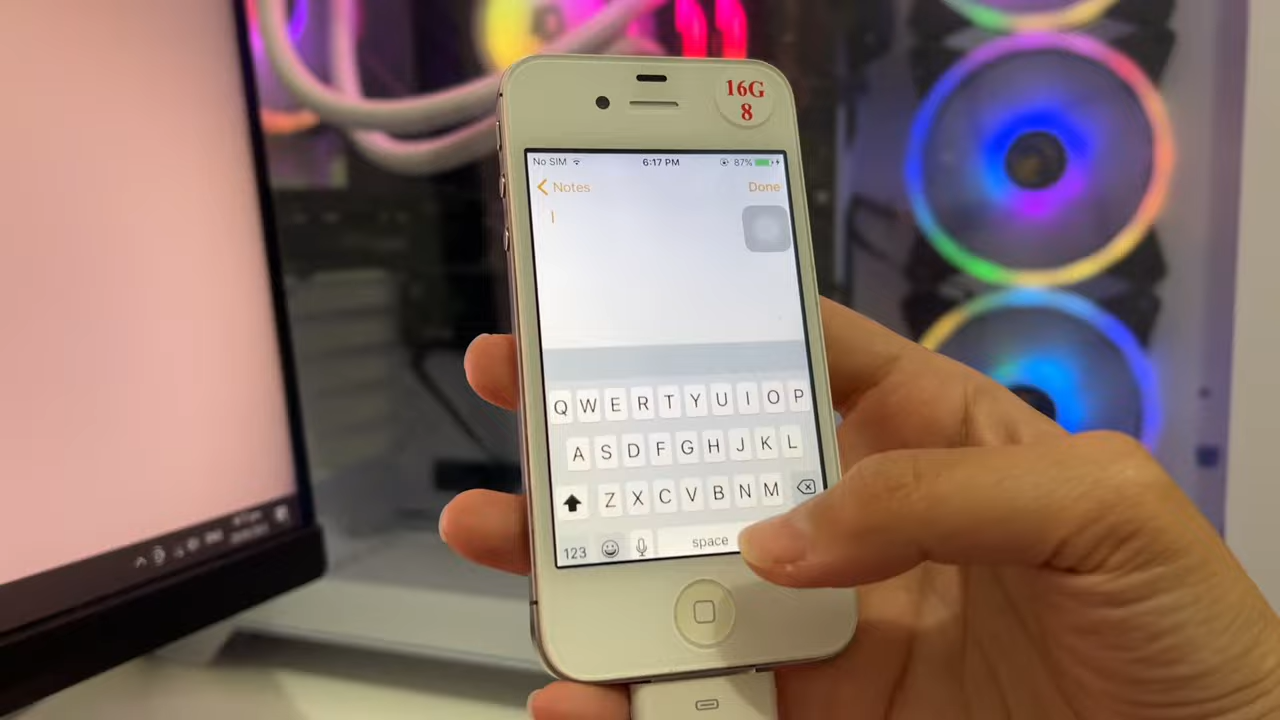 16G
8
No SIM 6:17 PM 87%
Notes Done
Q W E R T Y U I O P
A S D F G H J K L
Z X C V B N M
123 space